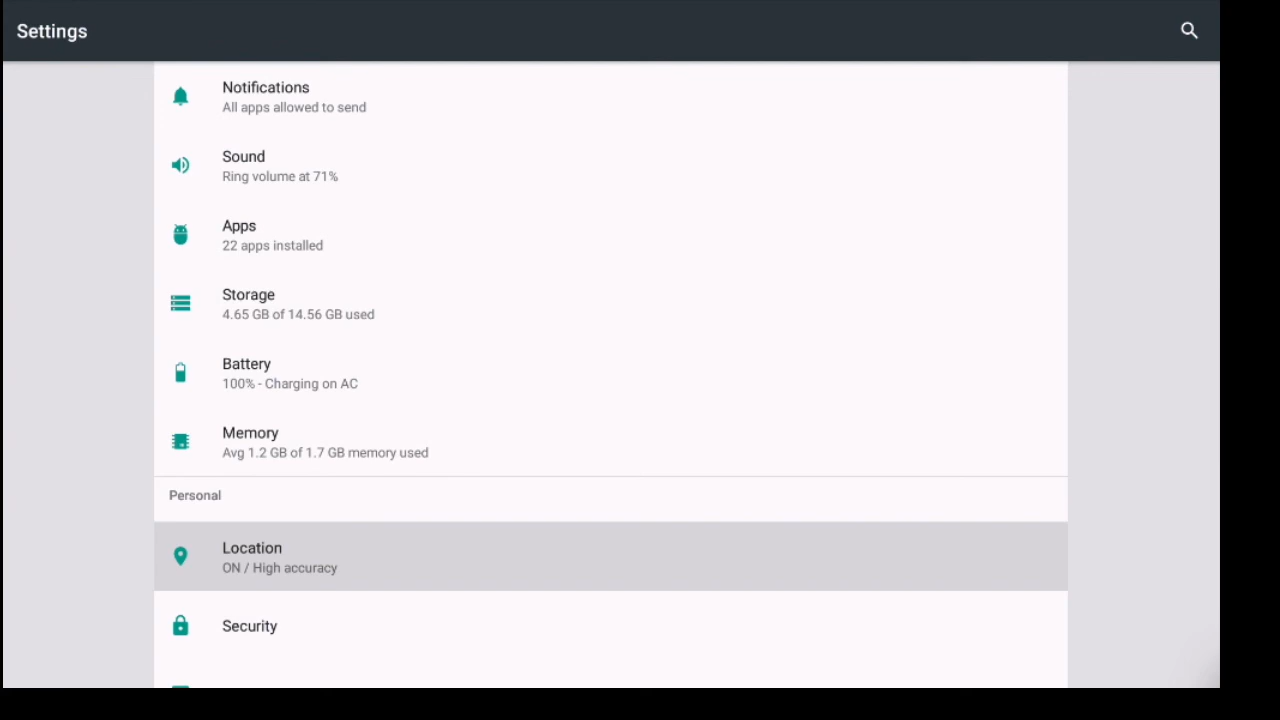 Settings
Notifications
All apps allowed to send
Sound
Ring volume at 71%
Apps
22 apps installed
Storage
4.65 GB of 14.56 GB used
Battery
100% - Charging on AC
Memory
Avg 1.2 GB of 1.7 GB memory used
Personal
Location
ON / High accuracy
Security